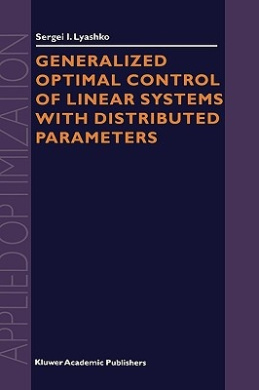 Sergei I. Lyashko
GENERALIZED
OPTIMAL CONTROL
OF LINEAR SYSTEMS
WITH DISTRIBUTED
PARAMETERS
APPLIED OPTIMIZATION
Kluwer Academic Publishers